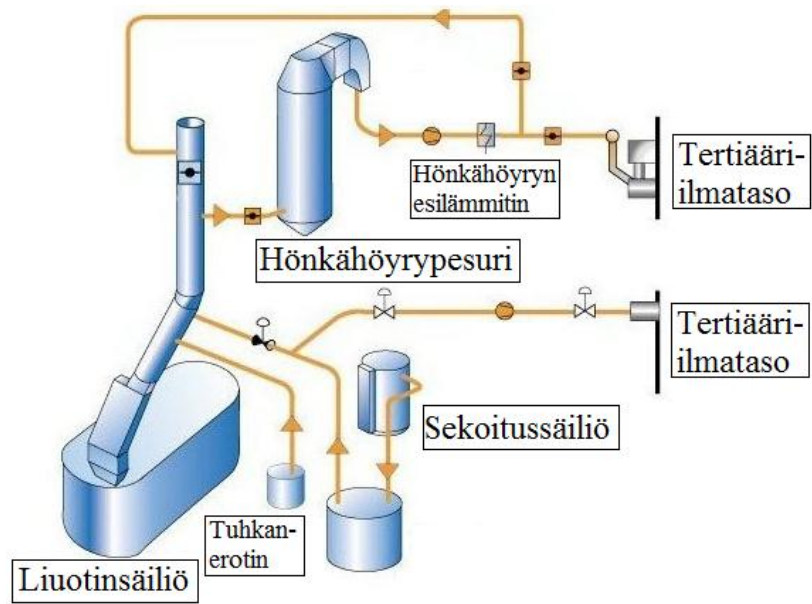 Tertiääri-
ilmataso
Hönkähöyryn
esilämmitin
Hönkähöyrypesuri
Tertiääri-
ilmataso
Sekoitussäiliö
Tuhkan-
erotin
Liuotinsäiliö